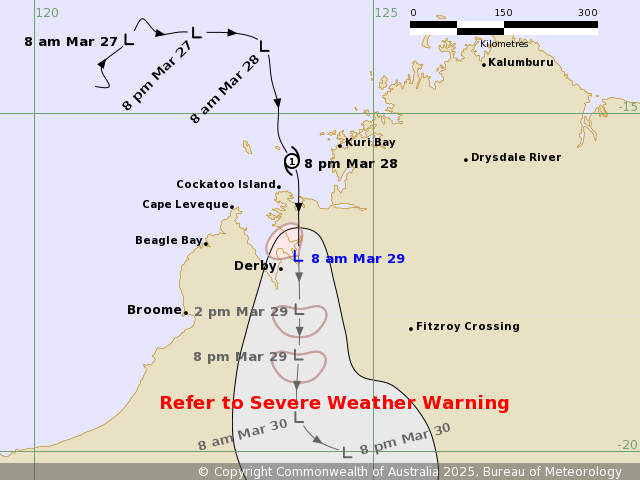 120
125
0 150 300
Kilometres
8 am Mar 27
8 pm Mar 27
8 am Mar 28
Kalumburu
-15
Kuri Bay
Drysdale River
1
8 pm Mar 28
Cockatoo Island
Cape Leveque
Beagle Bay
8 am Mar 29
Derby
Broome
2 pm Mar 29
Fitzroy Crossing
8 pm Mar 29
Refer to Severe Weather Warning
8 am Mar 30
8 pm Mar 30
-20
© Copyright Commonwealth of Australia 2025, Bureau of Meteorology